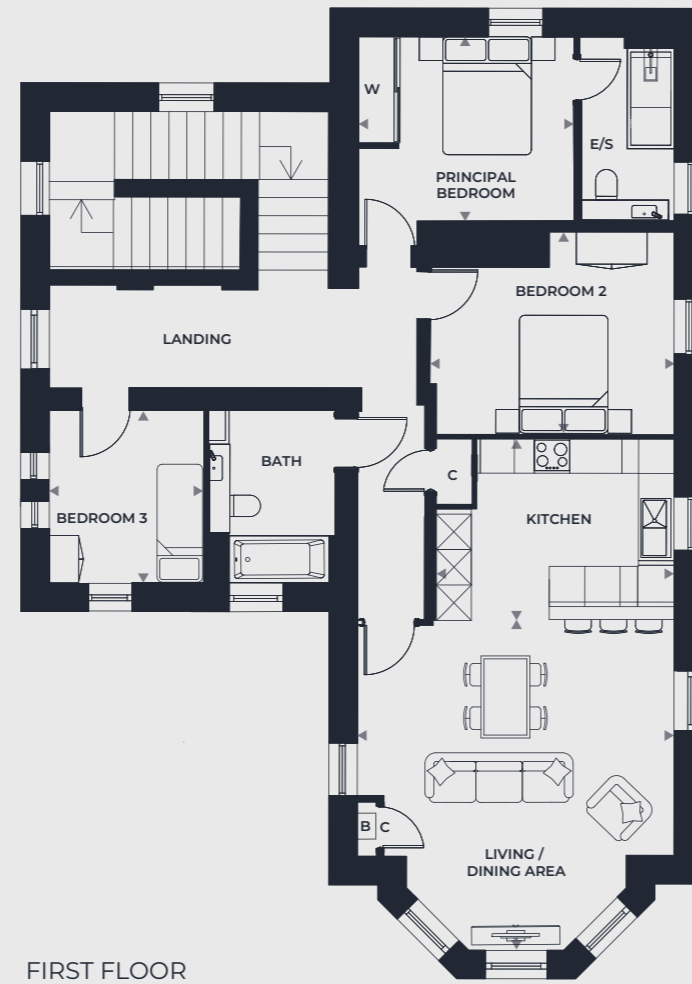 W
E/S
PRINCIPAL
BEDROOM
BEDROOM 2
LANDING
BATH
C
BEDROOM 3
KITCHEN
B C
LIVING /
DINING AREA
FIRST FLOOR